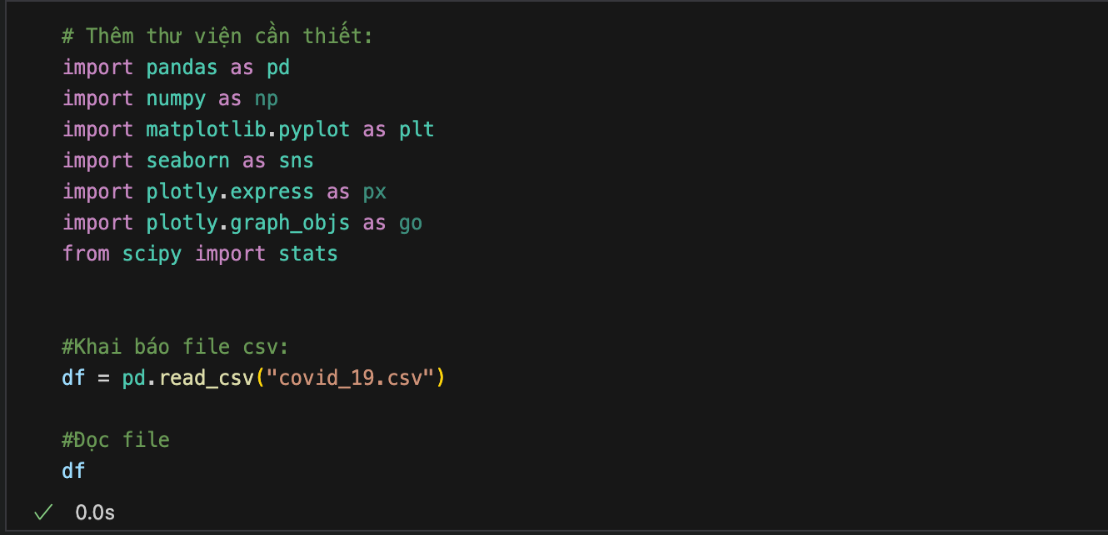 # Thêm thư viện cần thiết:
import pandas as pd
import numpy as np
import matplotlib.pyplot as plt
import seaborn as sns
import plotly.express as px
import plotly.graph_objs as go
from scipy import stats
#Khai báo file csv:
df = pd.read_csv("covid_19.csv")
#Đọc file
df
0.0s